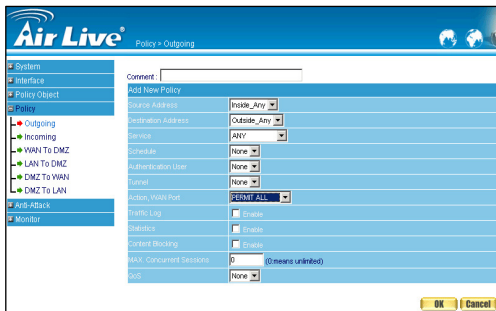 Air Live®
Policy > Outgoing
System
Interface
Policy Object
Policy
Outgoing
Incoming
WAN To DMZ
LAN To DMZ
DMZ To WAN
DMZ To LAN
Anti-Attack
Monitor
Comment :
Add New Policy
Source Address Inside_Any
Destination Address Outside_Any
Service ANY
Schedule None
Authentication User None
Tunnel None
Action, WAN Port PERMIT ALL
Traffic Log Enable
Statistics Enable
Content Blocking Enable
MAX. Concurrent Sessions 0 (0:means unlimited)
QoS None
OK Cancel